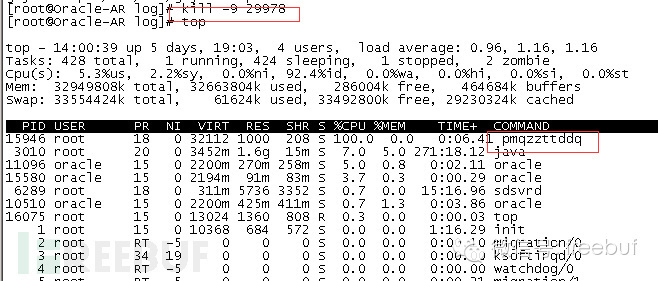 [root@Oracle-AR log]# kill -9 29978
[root@Oracle-AR log]# top
top - 14:00:39 up 5 days, 19:03,  4 users,  load average: 0.96, 1.16, 1.16
Tasks: 428 total,   1 running, 424 sleeping,   1 stopped,   2 zombie
Cpu(s):  5.3%us,  2.2%sy,  0.0%ni, 92.4%id,  0.0%wa,  0.0%hi,  0.0%si,  0.0%st
Mem:  32949808k total, 32663804k used,   286004k free,   464684k buffers
Swap: 33554424k total,    61624k used, 33492800k free, 29230324k cached
PID USER      PR  NI  VIRT  RES  SHR S %CPU %MEM    TIME+  COMMAND
15946 root      18   0 32112 1000  208 S 100.0  0.0   0:06.41 pmqzzttddq
3010 root      20   0 3452m 1.6g  15m S  7.0  5.0 271:18.12 java
11096 oracle    15   0 2200m 270m 258m S  5.0  0.8   0:02.11 oracle
15580 oracle    15   0 2194m  91m  83m S  3.7  0.3   0:00.29 oracle
6289 root      18   0  311m 5736 3352 S  0.7  0.0  15:16.96 sdsvrd
10510 oracle    15   0 2200m 425m 411m S  0.7  1.3   0:03.86 oracle
16075 root      15   0 13024 1360  808 R  0.3  0.0   0:00.03 top
1 root      15   0 10368  684  572 S  0.0  0.0   1:16.29 init
2 root      RT  -5     0    0    0 S  0.0  0.0   migration/0
3 root      34  19     0    0    0 S  0.0  0.0   ksoftirqd/0
4 root      RT  -5     0    0    0 S  0.0  0.0   0:00.00 watchdog/0
REEBUF
freebuf